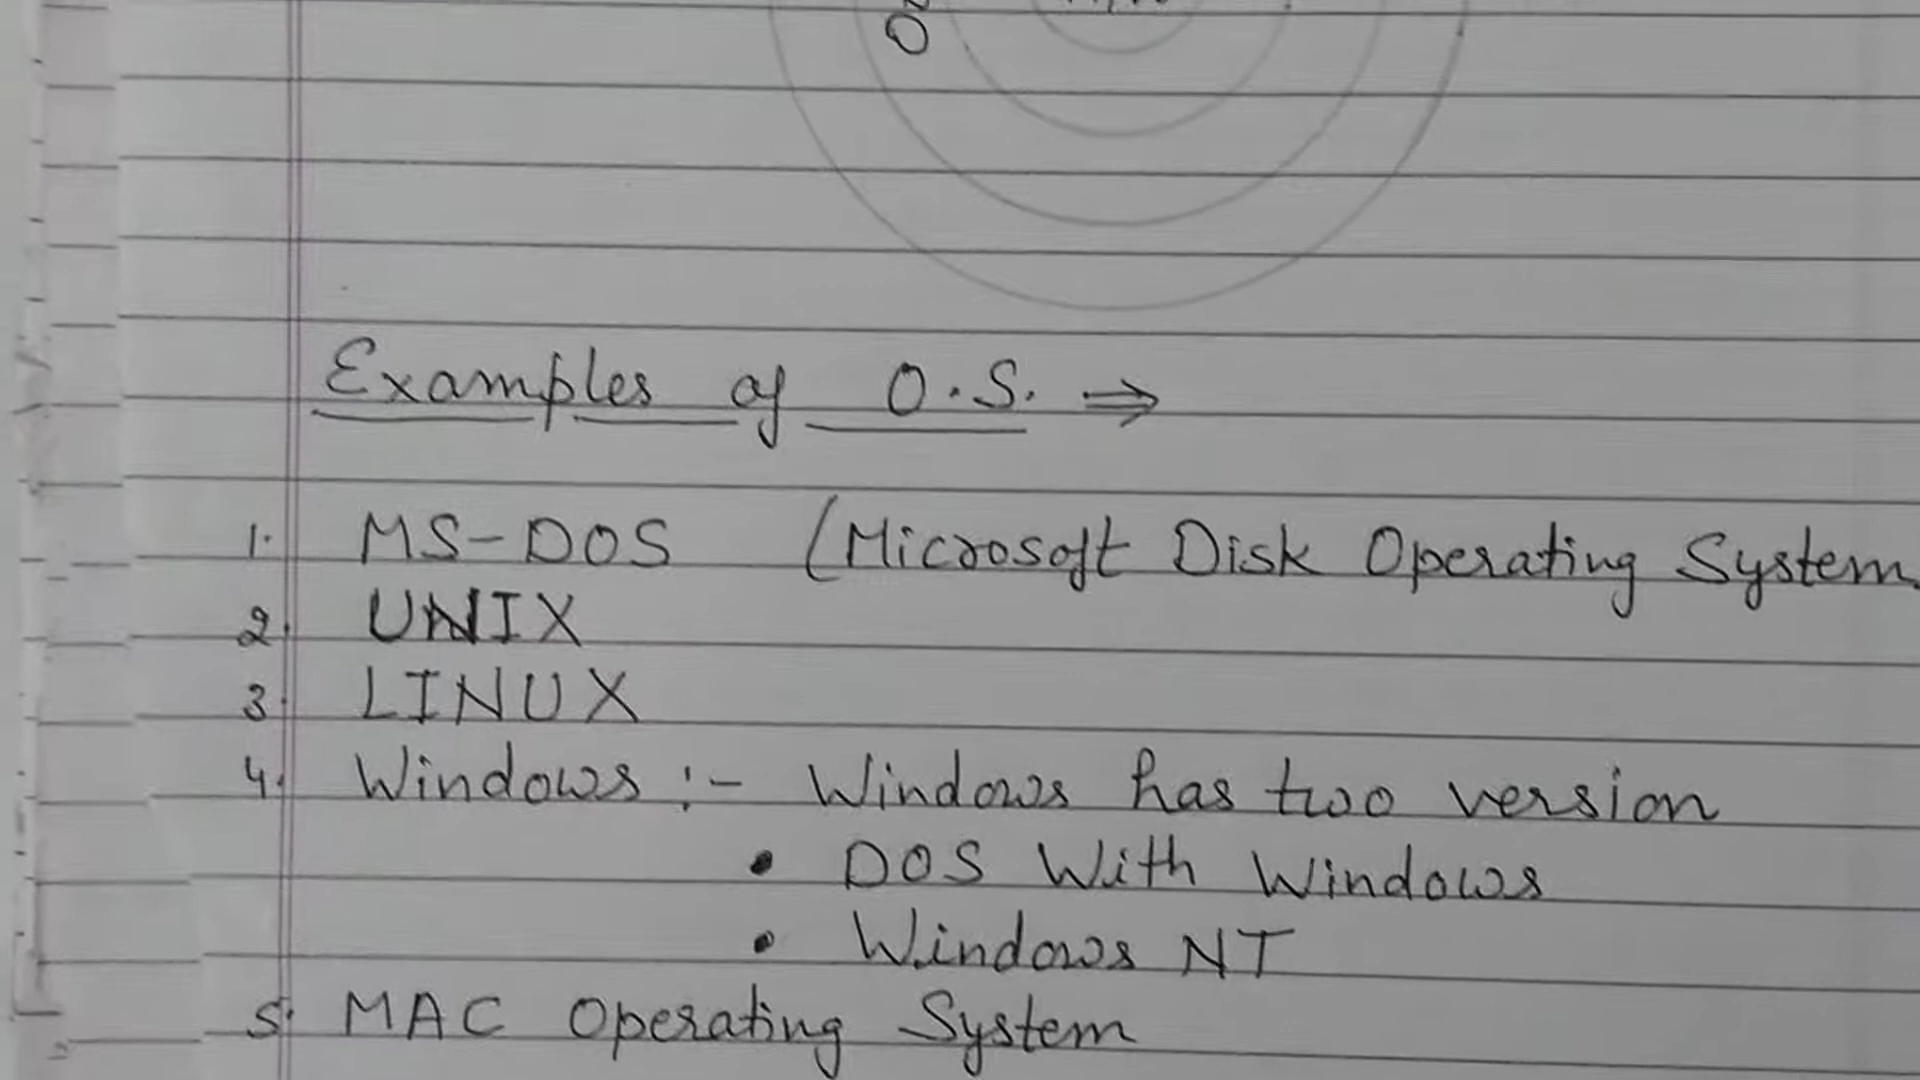 Examples of O.S. ⇒
1. MS-DOS (Microsoft Disk Operating System
2. UNIX
3. LINUX
4. Windows :- Windows has two version
• DOS With Windows
• Windows NT
5. MAC Operating System